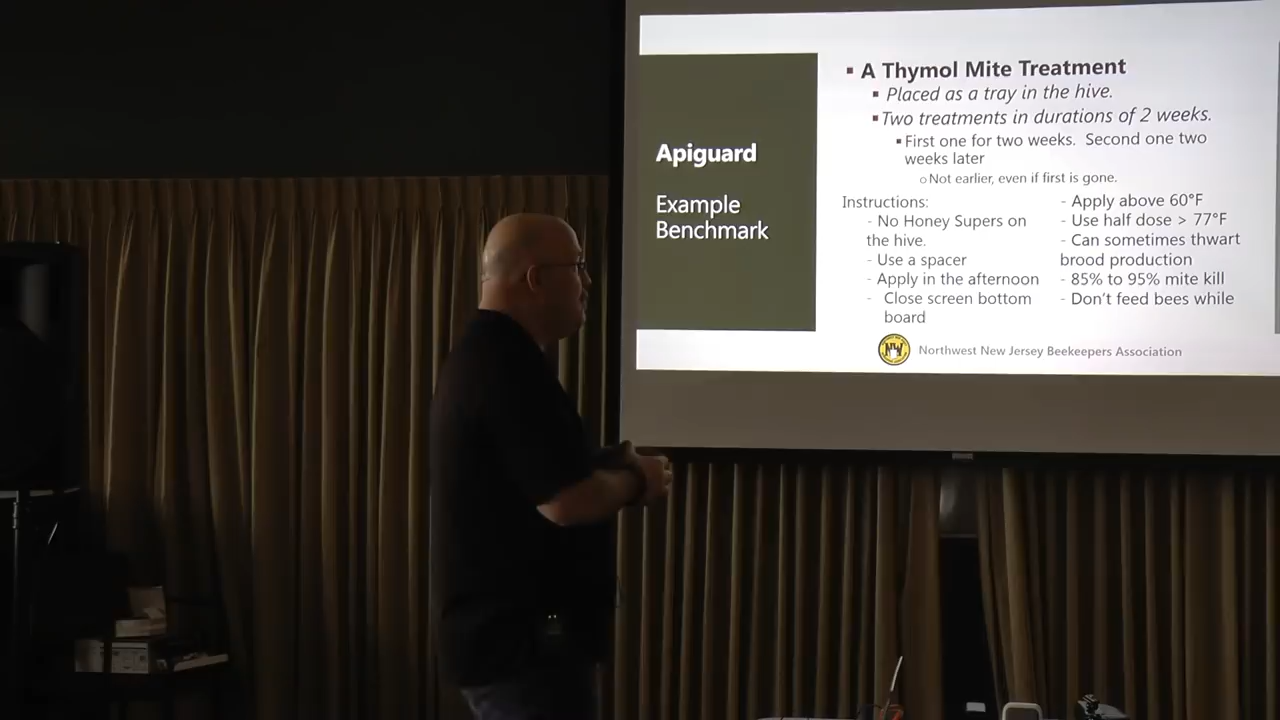 Apiguard
Example
Benchmark
▪ A Thymol Mite Treatment
▪ Placed as a tray in the hive.
▪ Two treatments in durations of 2 weeks.
▪ First one for two weeks. Second one two
weeks later
○ Not earlier, even if first is gone.
Instructions:
- No Honey Supers on
the hive.
- Use a spacer
- Apply in the afternoon
- Close screen bottom
board
- Apply above 60°F
- Use half dose > 77°F
- Can sometimes thwart
brood production
- 85% to 95% mite kill
- Don't feed bees while
NW
Northwest New Jersey Beekeepers Association